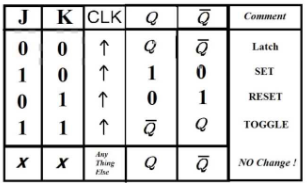 J K CLK Q Q̅ Comment
0 0 ↑ Q Q̅ Latch
1 0 ↑ 1 0 SET
0 1 ↑ 0 1 RESET
1 1 ↑ Q̅ Q TOGGLE
X X Any Thing Else Q Q̅ NO Change !